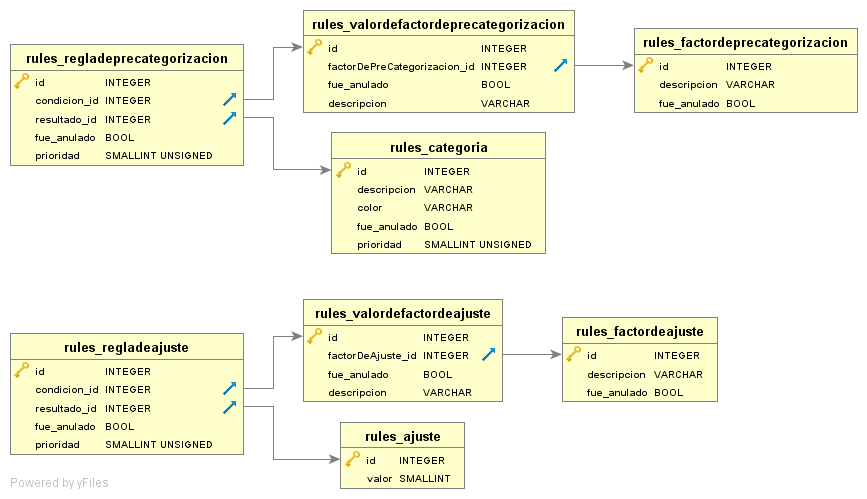 rules_regladeprecategorizacion
id INTEGER
condicion_id INTEGER
resultado_id INTEGER
fue_anulado BOOL
prioridad SMALLINT UNSIGNED
rules_valordefactordeprecategorizacion
id INTEGER
factorDePreCategorizacion_id INTEGER
fue_anulado BOOL
descripcion VARCHAR
rules_factordeprecategorizacion
id INTEGER
descripcion VARCHAR
fue_anulado BOOL
rules_categoria
id INTEGER
descripcion VARCHAR
color VARCHAR
fue_anulado BOOL
prioridad SMALLINT UNSIGNED
rules_regladeajuste
id INTEGER
condicion_id INTEGER
resultado_id INTEGER
fue_anulado BOOL
prioridad SMALLINT UNSIGNED
rules_valordefactordeajuste
id INTEGER
factorDeAjuste_id INTEGER
fue_anulado BOOL
descripcion VARCHAR
rules_factordeajuste
id INTEGER
descripcion VARCHAR
fue_anulado BOOL
rules_ajuste
id INTEGER
valor SMALLINT
Powered by yFiles